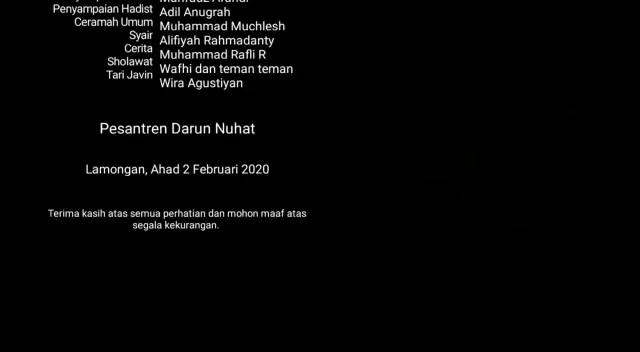 Penyampaian Hadist Adil Anugrah
Ceramah Umum Muhammad Muchlesh
Syair Alifiyah Rahmadanty
Cerita Muhammad Rafli R
Sholawat Wafhi dan teman teman
Tari Javin Wira Agustiyan
Pesantren Darun Nuhat
Lamongan, Ahad 2 Februari 2020
Terima kasih atas semua perhatian dan mohon maaf atas
segala kekurangan.